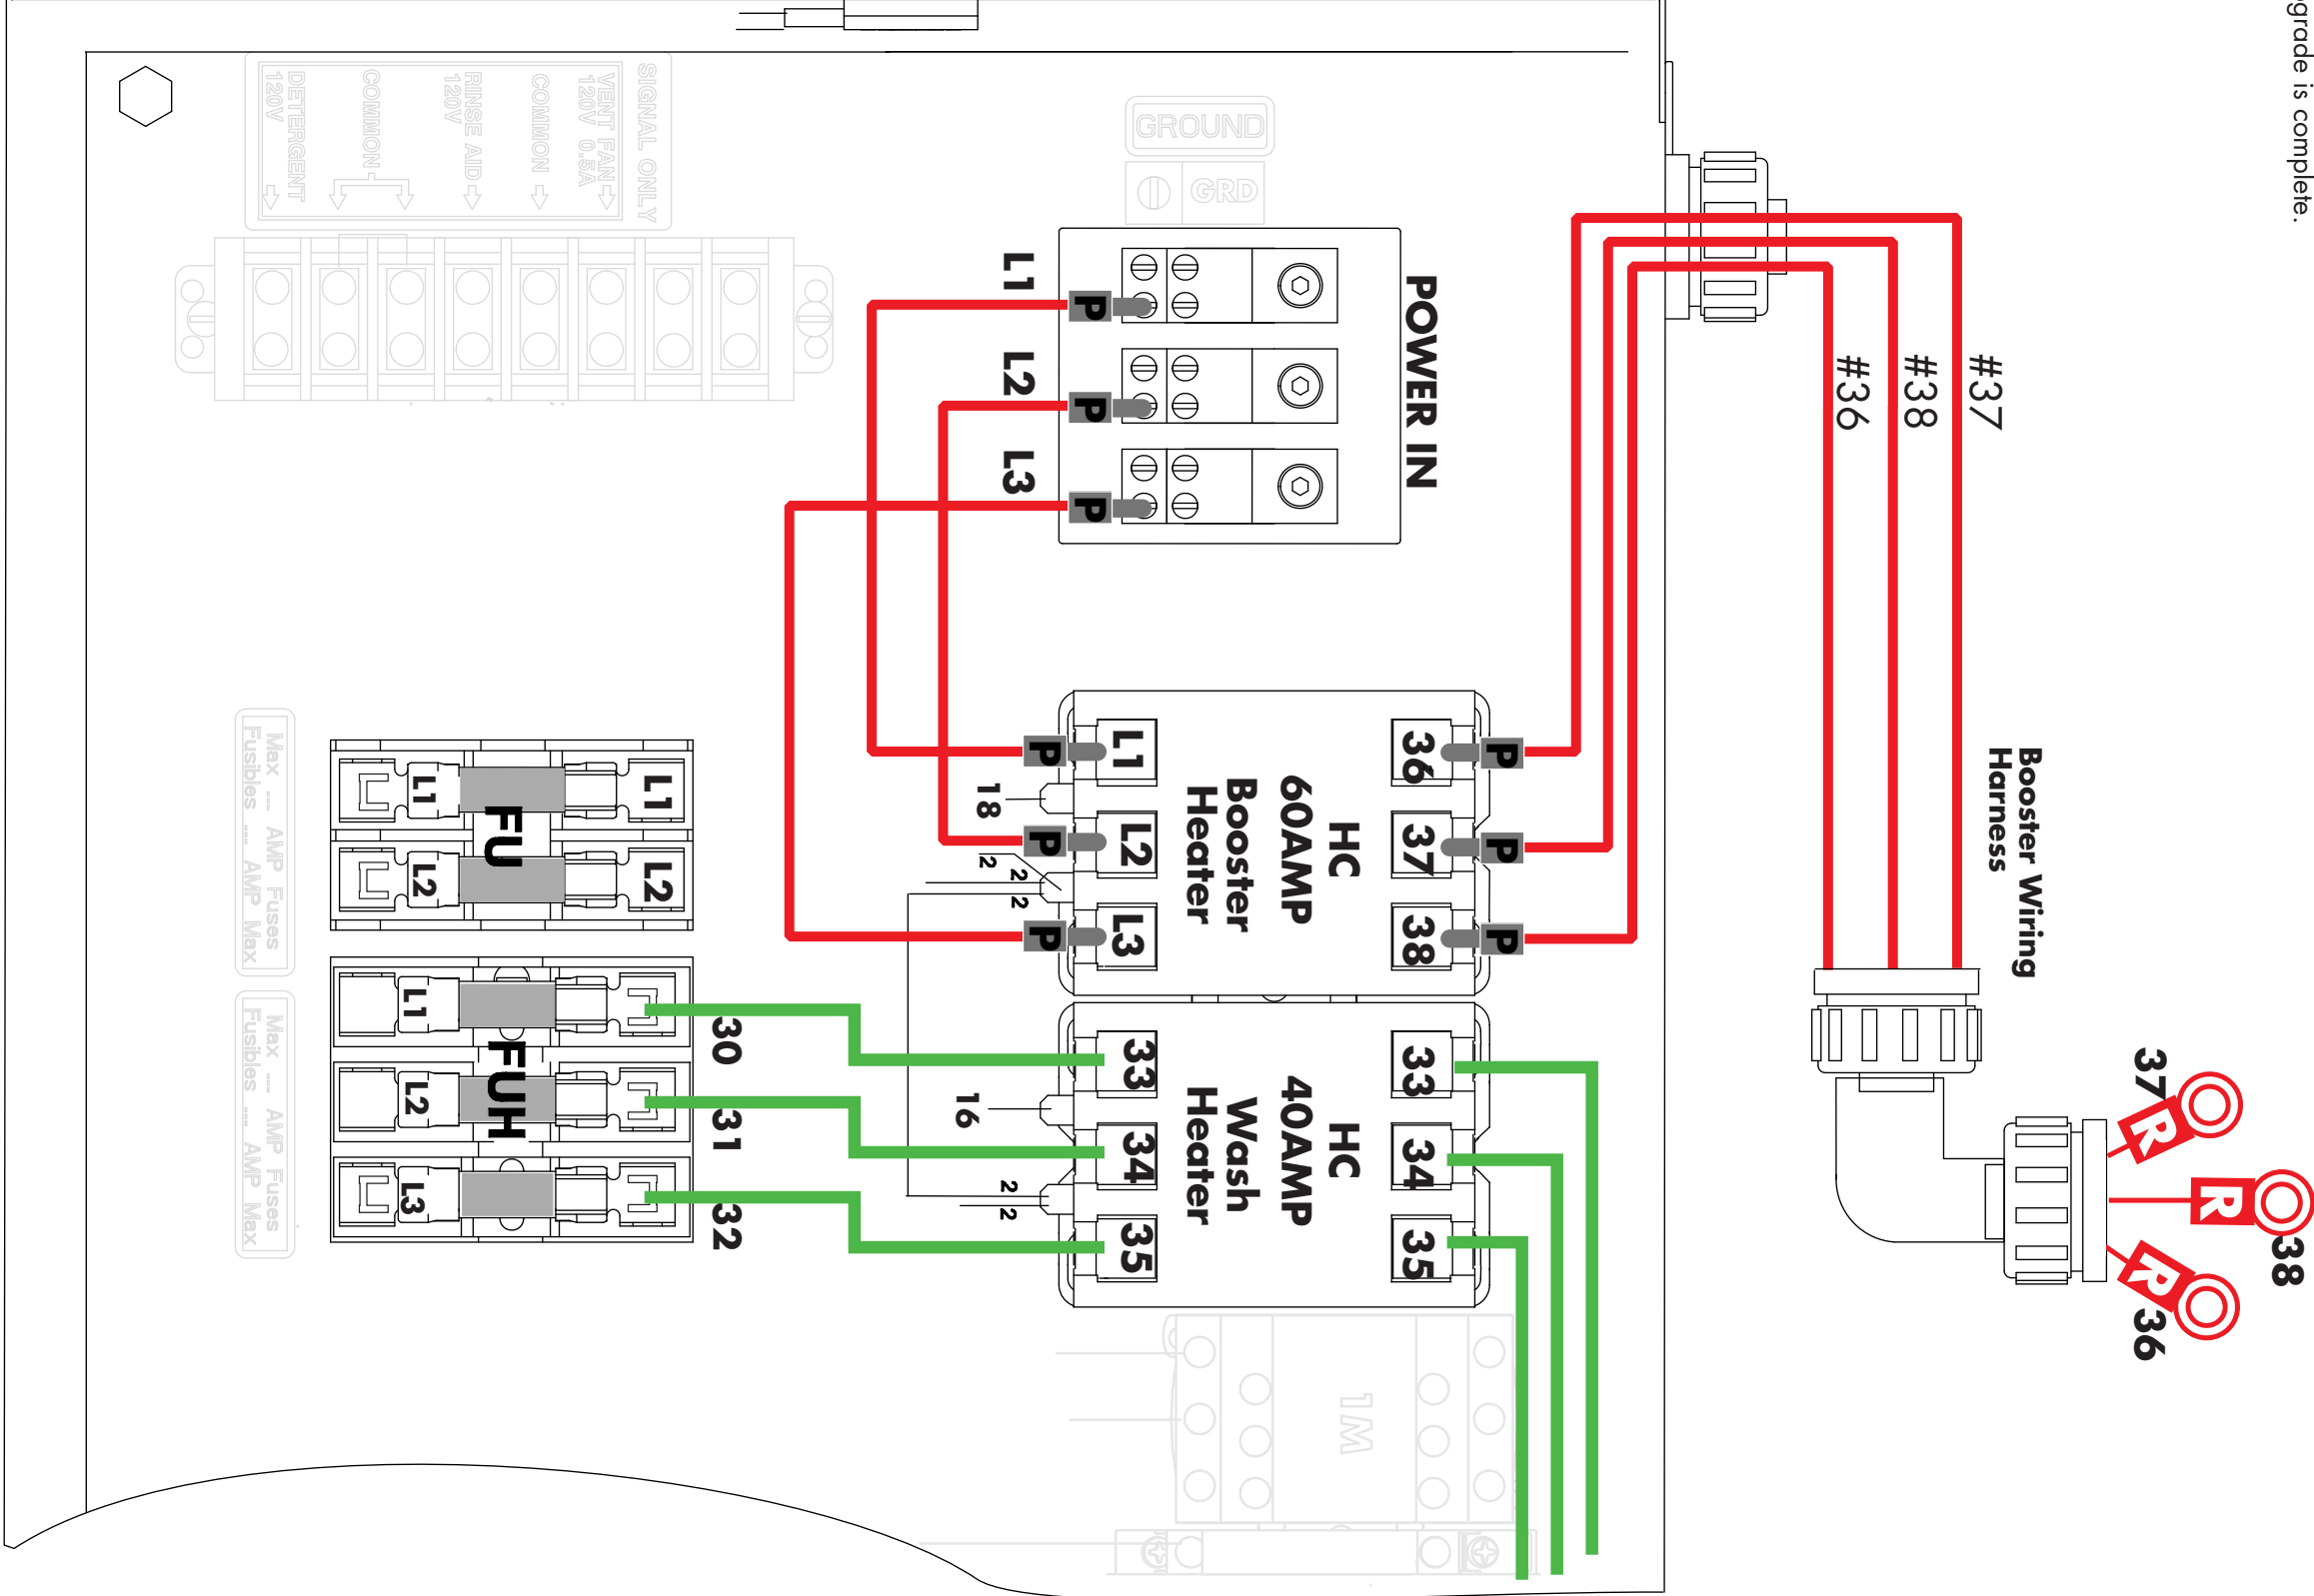 ograde is complete.
#37
#38
#36
Booster Wiring
Harness
37
38
36
GROUND
GRD
POWER IN
L1
L2
L3
P
P
P
SIGNAL ONLY
VENT FAN
120V 0.5A
COMMON
RINSE AID
120V
COMMON
DETERGENT
120V
36
37
38
P
P
P
HC
60AMP
Booster
Heater
L1
L2
L3
P
P
P
18
2
2
2
33
34
35
HC
40AMP
Wash
Heater
33
34
35
16
2
2
30
31
32
L1
L2
FU
L1
L2
FUH
L1
L2
L3
Max --- AMP Fuses
Fusibles --- AMP Max
Max --- AMP Fuses
Fusibles --- AMP Max
R
R
R
1W